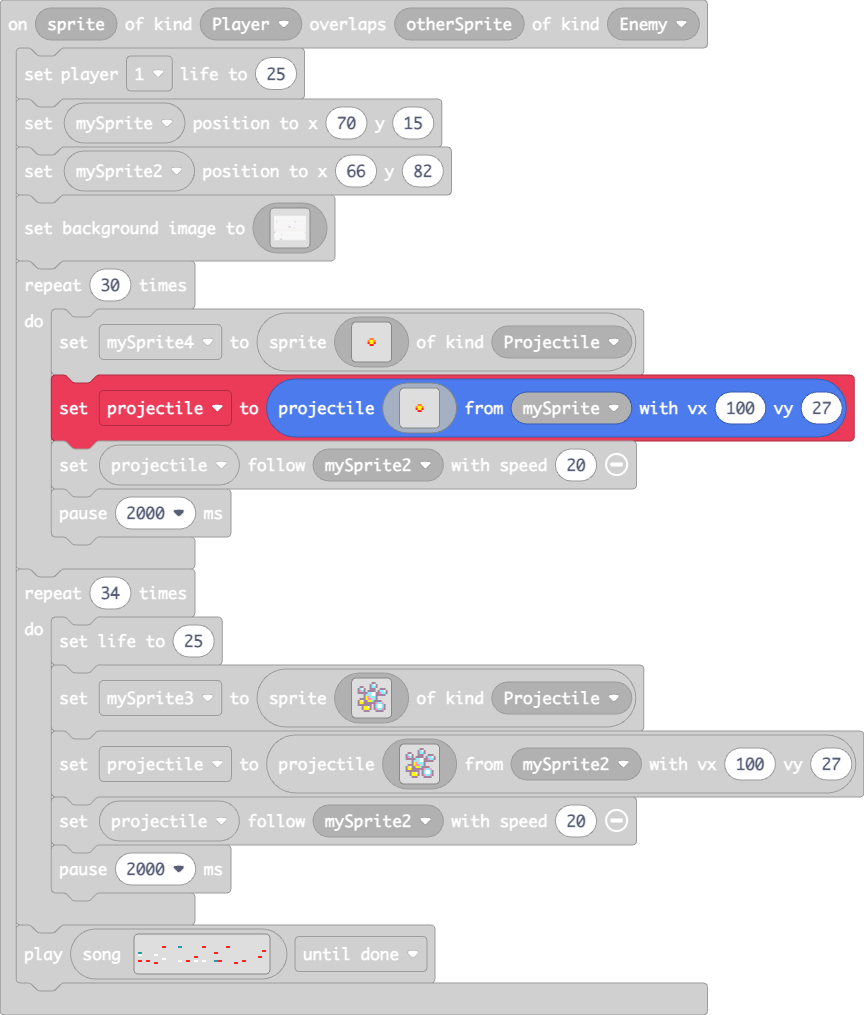 on sprite of kind Player overlaps otherSprite of kind Enemy
set player 1 life to 25
set mySprite position to x 70 y 15
set mySprite2 position to x 66 y 82
set background image to
repeat 30 times
do
set mySprite4 to sprite of kind Projectile
set projectile to projectile from mySprite with vx 100 vy 27
set projectile follow mySprite2 with speed 20
pause 2000 ms
repeat 34 times
do
set life to 25
set mySprite3 to sprite of kind Projectile
set projectile to projectile from mySprite2 with vx 100 vy 27
set projectile follow mySprite2 with speed 20
pause 2000 ms
play song until done